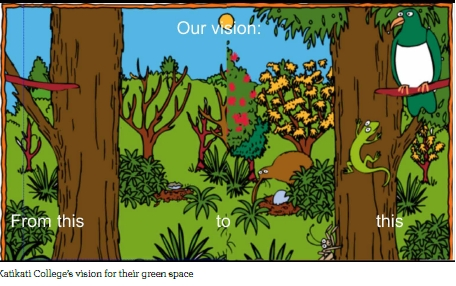 Our vision:
From this to this
Katikati College's vision for their green space